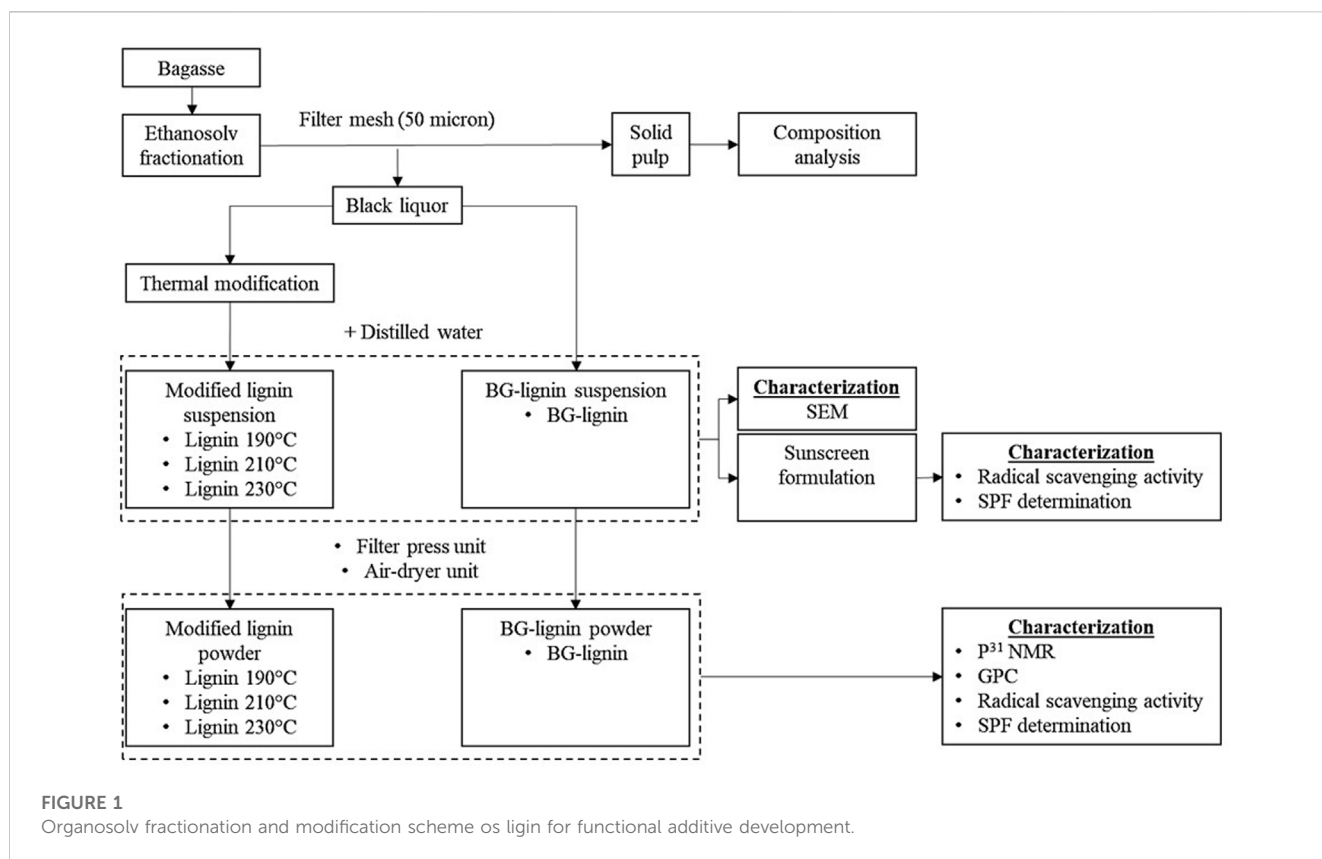 Bagasse
Ethanosolv
fractionation
Filter mesh (50 micron)
Solid
pulp
Composition
analysis
Black liquor
Thermal modification
+ Distilled water
Modified lignin
suspension
• Lignin 190°C
• Lignin 210°C
• Lignin 230°C
BG-lignin suspension
• BG-lignin
Characterization
SEM
Sunscreen
formulation
Characterization
• Radical scavenging activity
• SPF determination
• Filter press unit
• Air-dryer unit
Modified lignin
powder
• Lignin 190°C
• Lignin 210°C
• Lignin 230°C
BG-lignin powder
• BG-lignin
Characterization
• P³¹ NMR
• GPC
• Radical scavenging activity
• SPF determination
FIGURE 1
Organosolv fractionation and modification scheme os ligin for functional additive development.